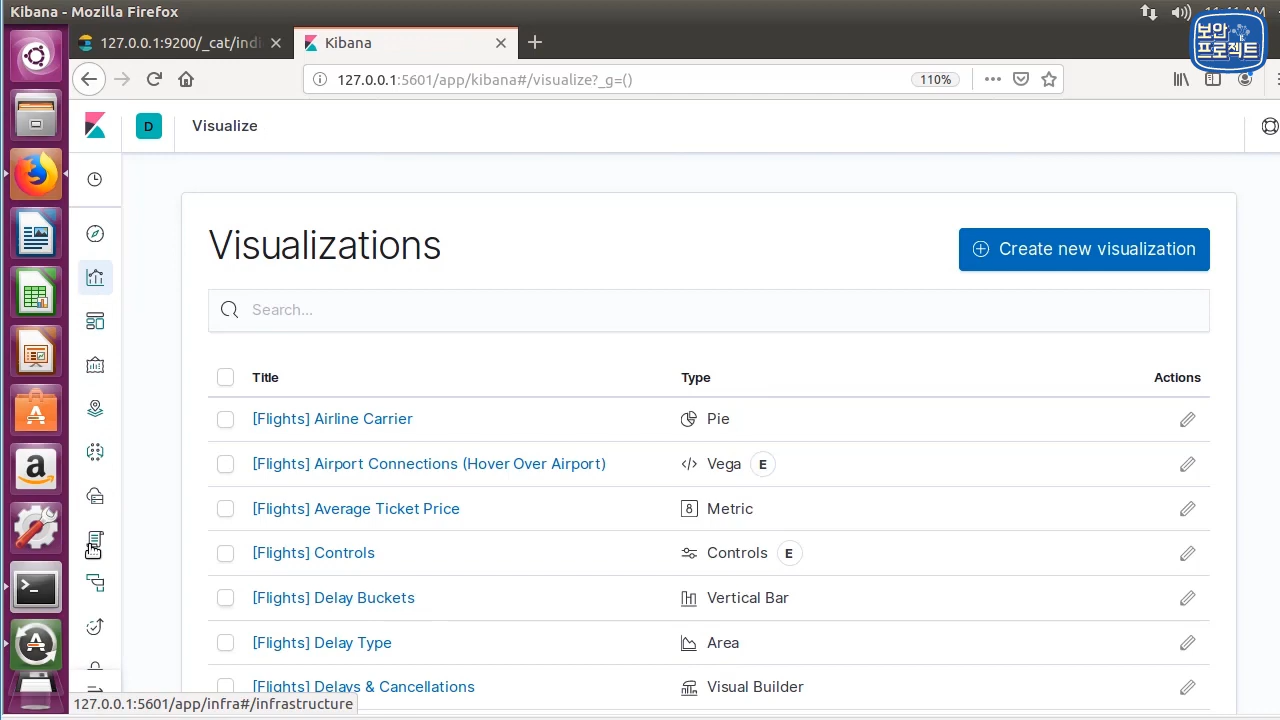 Kibana - Mozilla Firefox
보안
프로젝트
127.0.0.1:9200/_cat/indi
Kibana
127.0.0.1:5601/app/kibana#/visualize?_g=()
110%
D
Visualize
Visualizations
Create new visualization
Search...
Title Type Actions
[Flights] Airline Carrier Pie
[Flights] Airport Connections (Hover Over Airport) Vega E
[Flights] Average Ticket Price 8 Metric
[Flights] Controls Controls E
[Flights] Delay Buckets Vertical Bar
[Flights] Delay Type Area
[Flights] Delays & Cancellations Visual Builder
127.0.0.1:5601/app/infra#/infrastructure